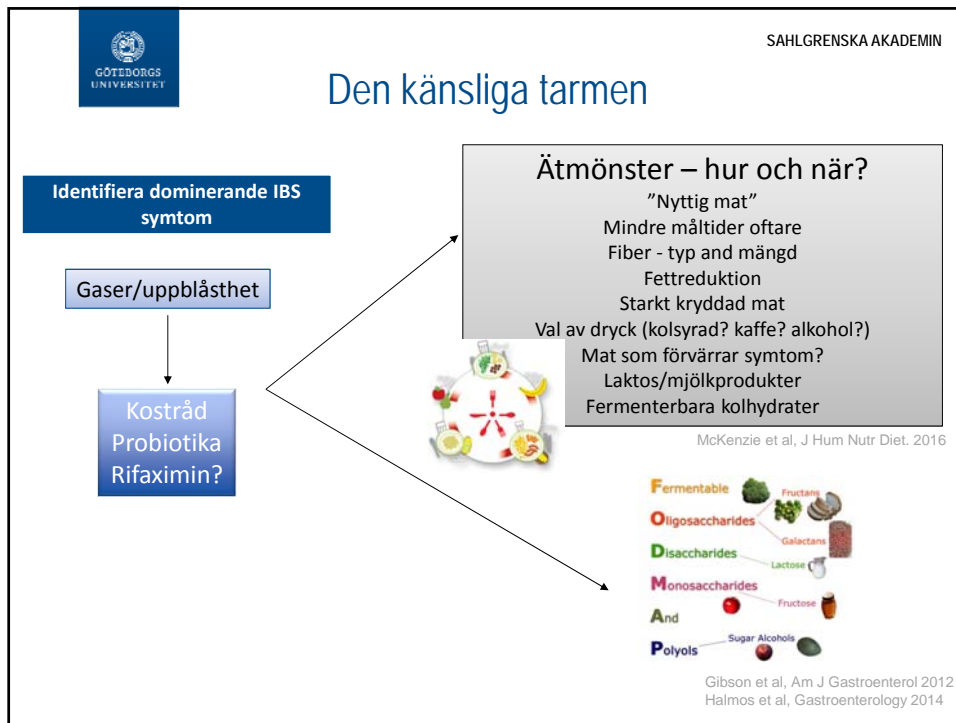 GÖTEBORGS
UNIVERSITET
SAHLGRENSKA AKADEMIN
Den känsliga tarmen
Identifiera dominerande IBS
symtom
Gaser/uppblåsthet
Kostråd
Probiotika
Rifaximin?
Ätmönster – hur och när?
”Nyttig mat”
Mindre måltider oftare
Fiber - typ and mängd
Fettreduktion
Starkt kryddad mat
Val av dryck (kolsyrad? kaffe? alkohol?)
Mat som förvärrar symtom?
Laktos/mjölkprodukter
Fermenterbara kolhydrater
McKenzie et al, J Hum Nutr Diet. 2016
Fermentable
Fructans
Oligosaccharides
Galactans
Disaccharides
Lactose
Monosaccharides
Fructose
And
Sugar Alcohols
Polyols
Gibson et al, Am J Gastroenterol 2012
Halmos et al, Gastroenterology 2014